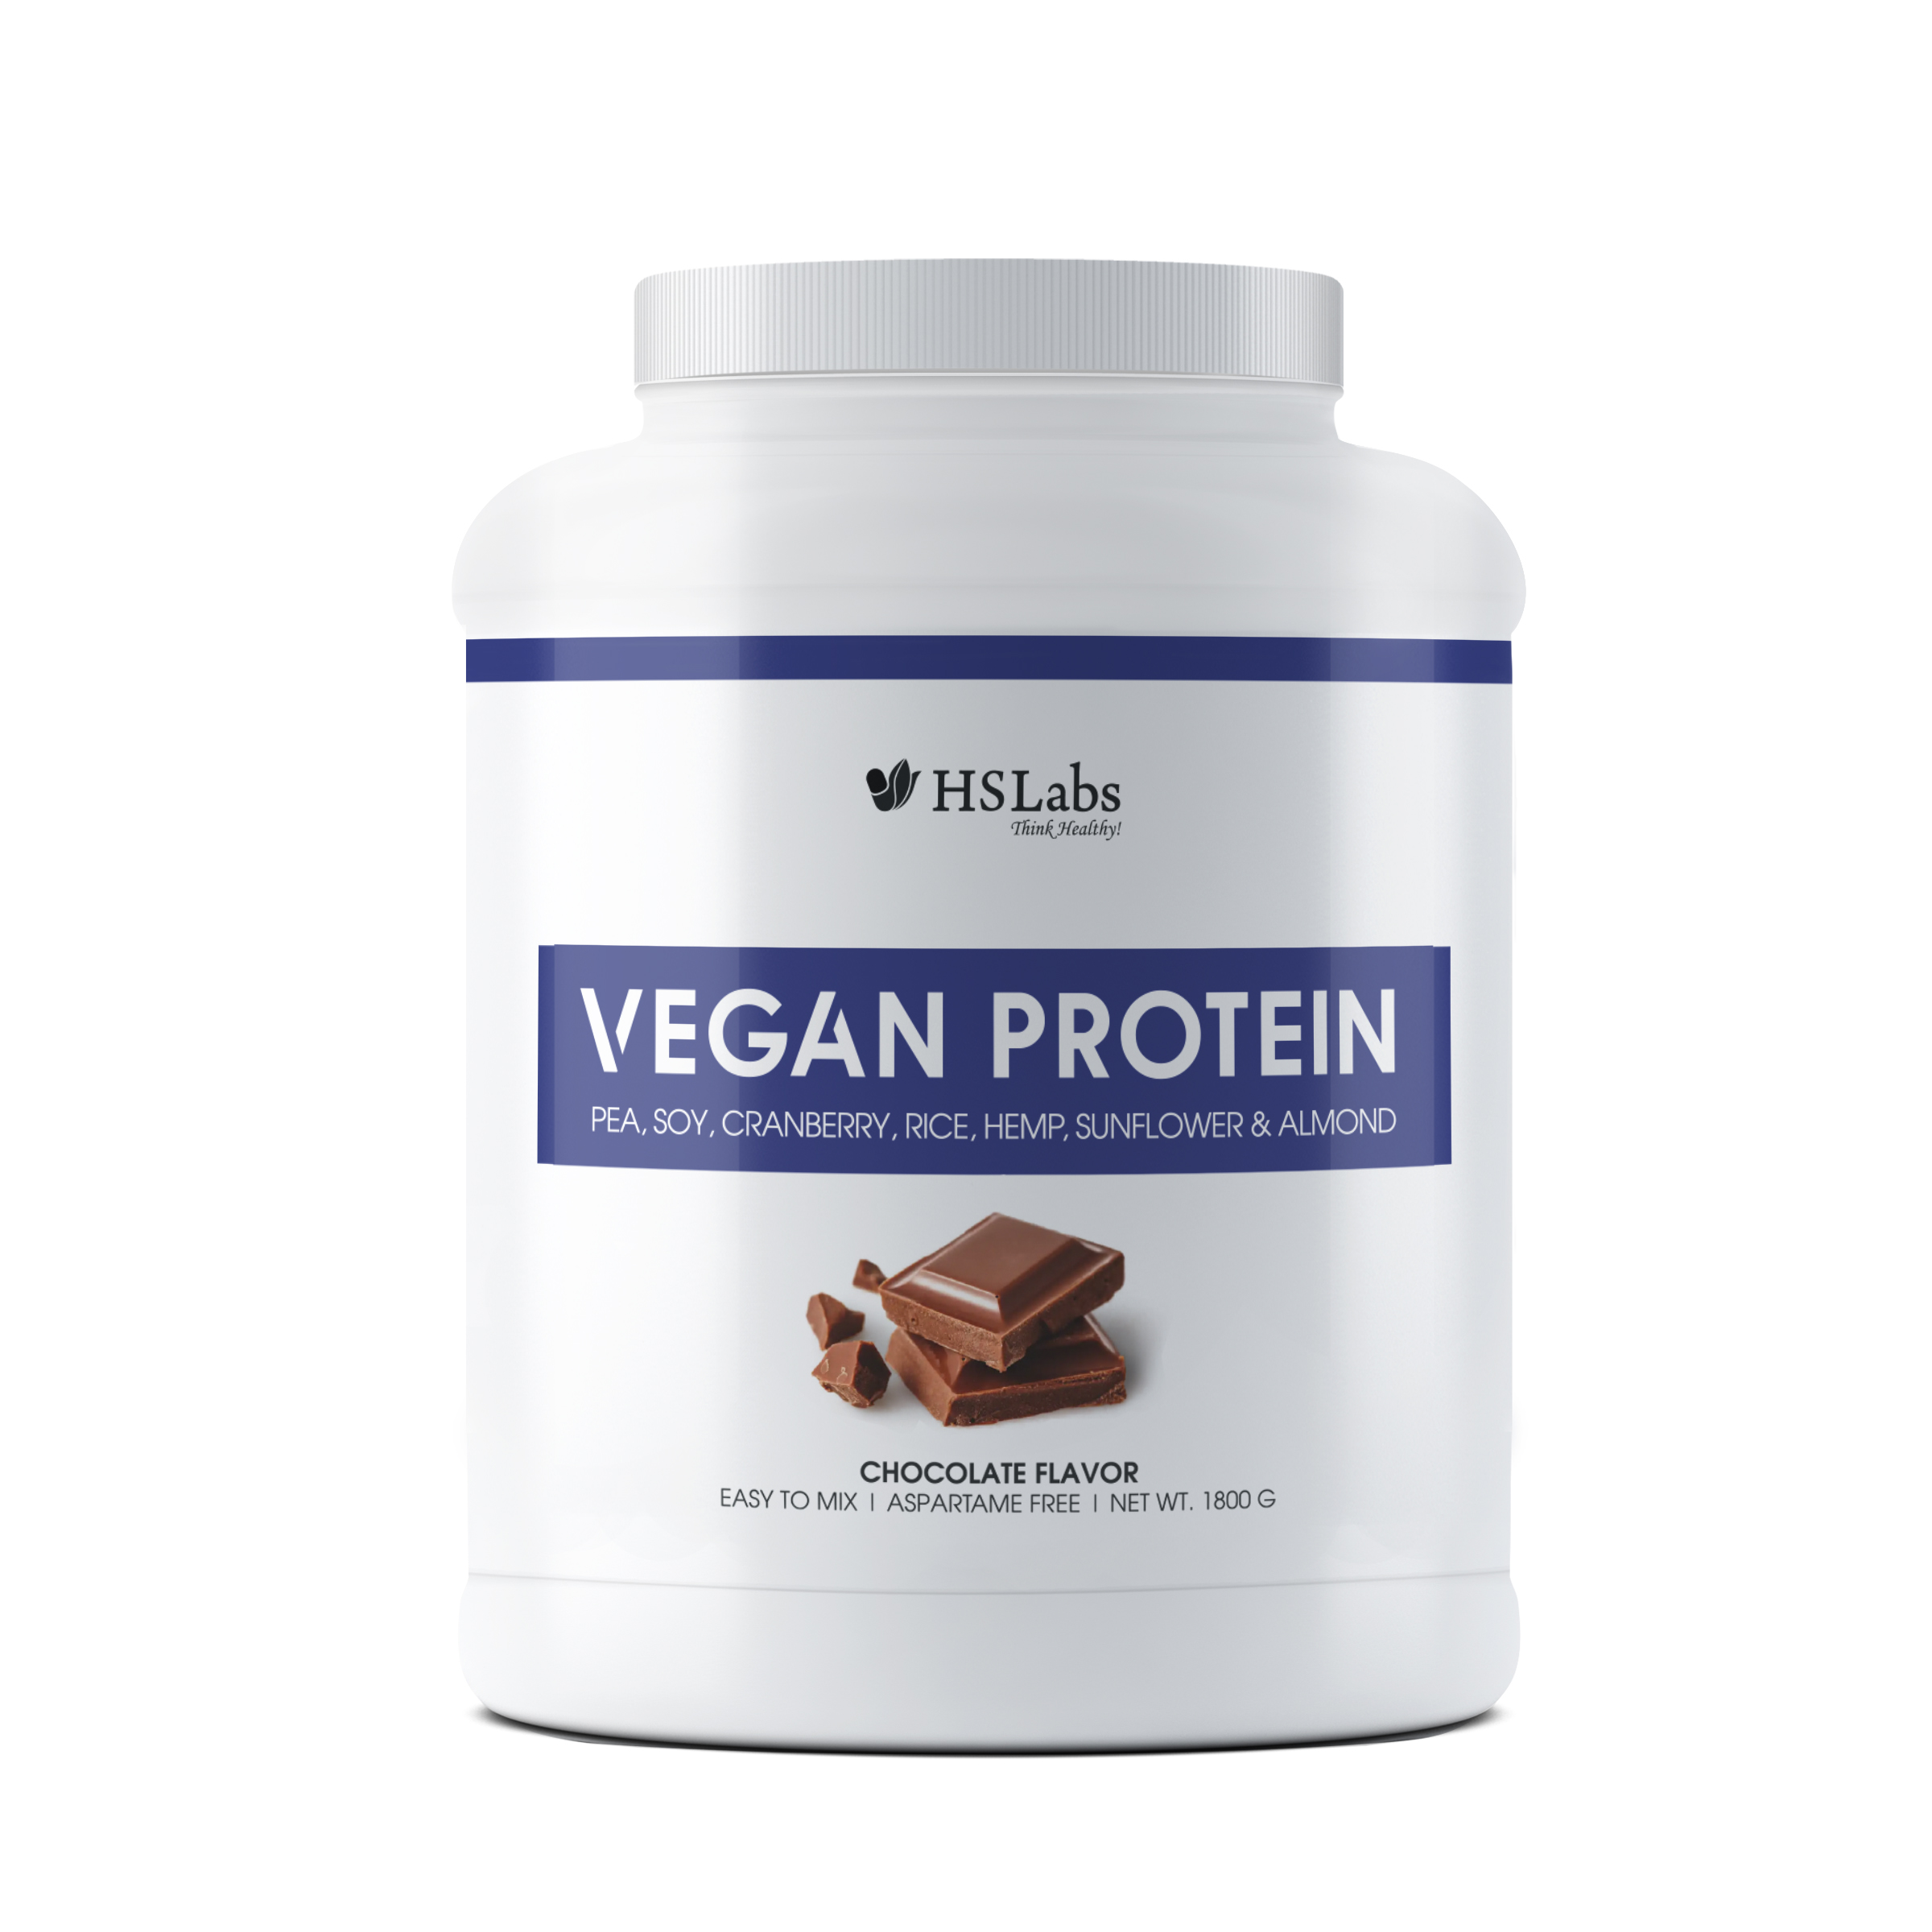 HSLabs
Think Healthy!
VEGAN PROTEIN
PEA, SOY, CRANBERRY, RICE, HEMP, SUNFLOWER & ALMOND
CHOCOLATE FLAVOR
EASY TO MIX | ASPARTAME FREE | NET WT. 1800 G